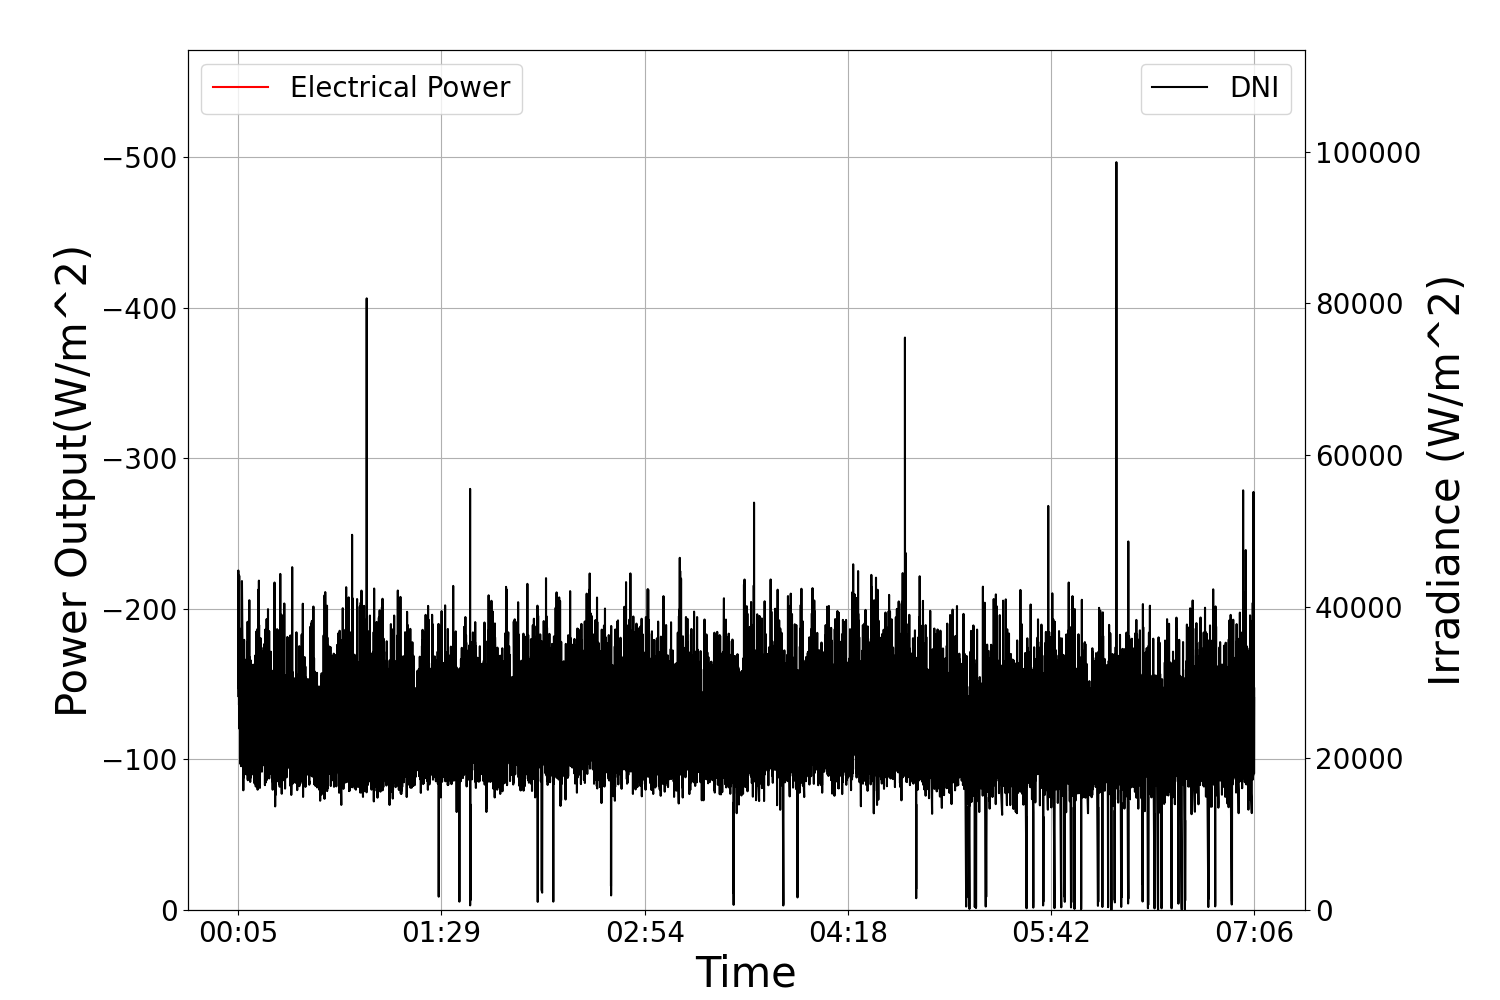 Electrical Power
DNI
Power Output(W/m^2)
−500
−400
−300
−200
−100
0
100000
80000
60000
40000
20000
0
Irradiance (W/m^2)
00:05 01:29 02:54 04:18 05:42 07:06
Time